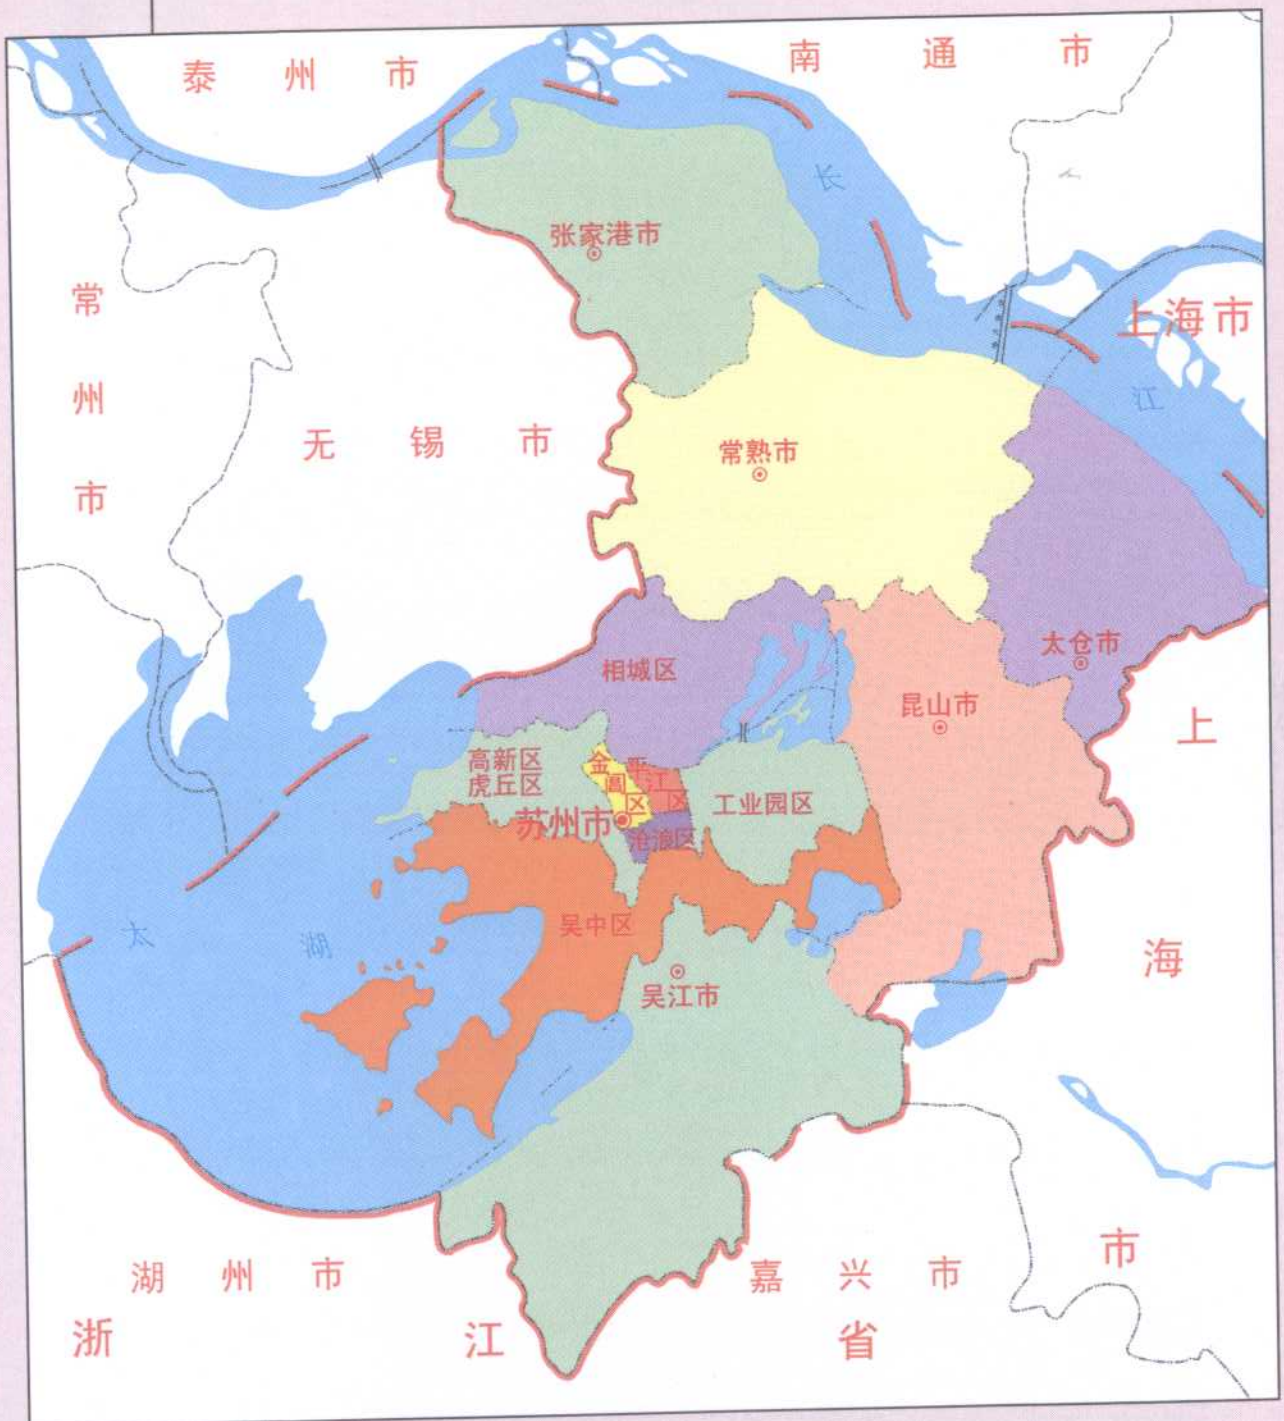 泰州市
南通市
长
张家港市
常州市
上海市
江
无锡市
常熟市
太仓市
相城区
昆山市
上海市
高新区
虎丘区
金阊区
平江区
工业园区
苏州市
沧浪区
吴中区
太湖
吴江市
湖州市
嘉兴市
浙江省